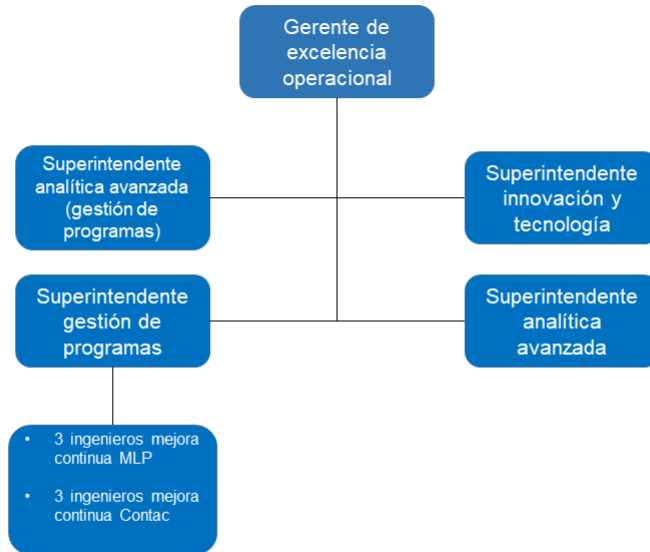 Gerente de
excelencia
operacional
Superintendente
analítica avanzada
(gestión de
programas)
Superintendente
innovación y
tecnología
Superintendente
gestión de
programas
Superintendente
analítica
avanzada
• 3 ingenieros mejora
continua MLP
• 3 ingenieros mejora
continua Contac